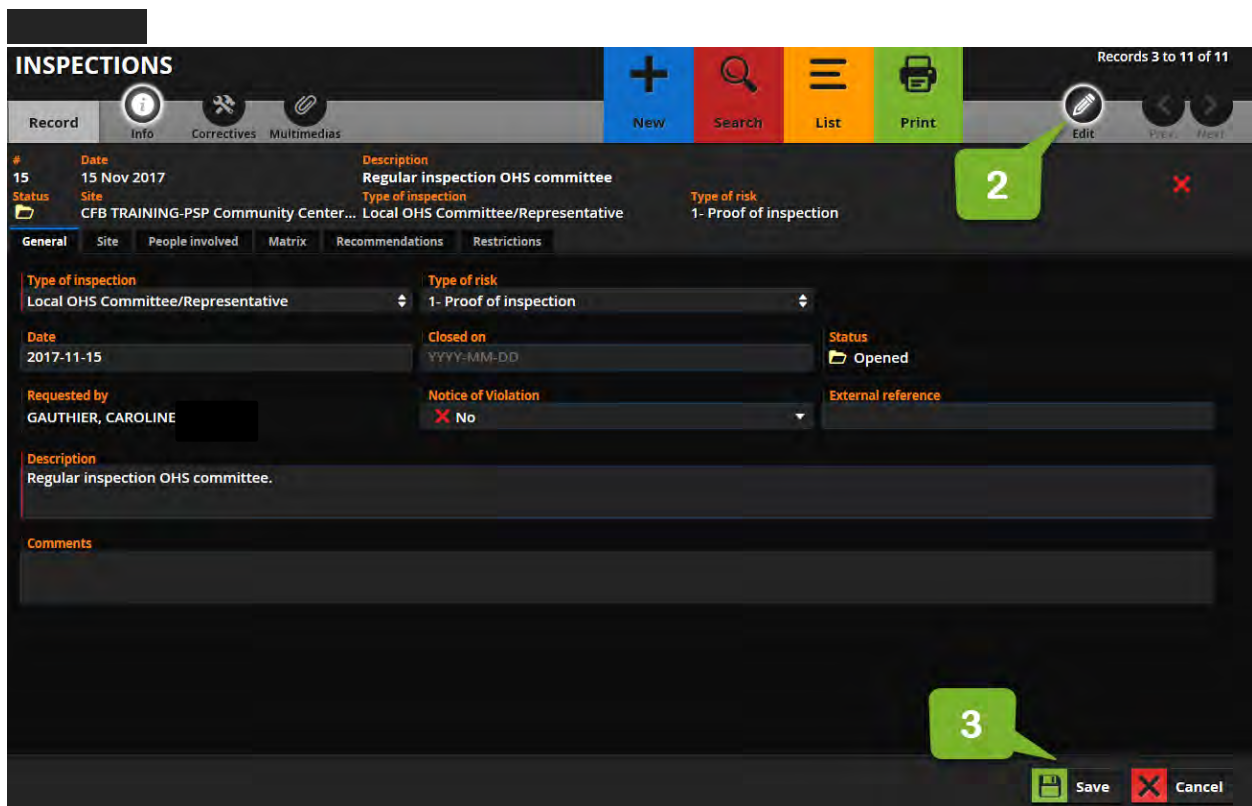 INSPECTIONS
Records 3 to 11 of 11
Record
Info
Correctives
Multimedias
New
Search
List
Print
Edit
Prev.
Next
2
# Date Description
15 15 Nov 2017 Regular inspection OHS committee
Status Site Type of inspection Type of risk
CFB TRAINING-PSP Community Center... Local OHS Committee/Representative 1- Proof of inspection
General Site People involved Matrix Recommendations Restrictions
Type of inspection Type of risk
Local OHS Committee/Representative 1- Proof of inspection
Date Closed on Status
2017-11-15 YYYY-MM-DD Opened
Requested by Notice of Violation External reference
GAUTHIER, CAROLINE No
Description
Regular inspection OHS committee.
Comments
3
Save Cancel